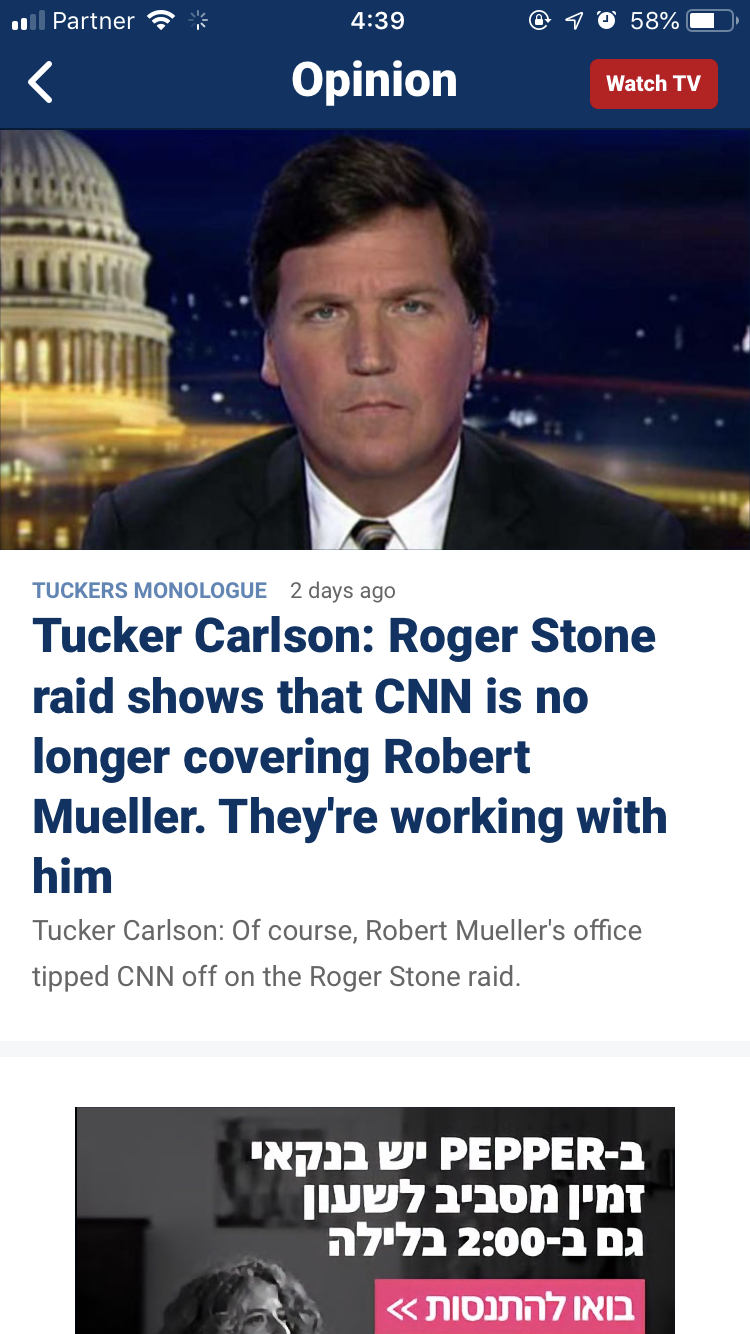 Partner 4:39 58%
Opinion
Watch TV
TUCKERS MONOLOGUE 2 days ago
Tucker Carlson: Roger Stone
raid shows that CNN is no
longer covering Robert
Mueller. They're working with
him
Tucker Carlson: Of course, Robert Mueller's office
tipped CNN off on the Roger Stone raid.
ב-PEPPER יש בנקאי
זמין מסביב לשעון
גם ב-2:00 בלילה
בואו להתנסות >>